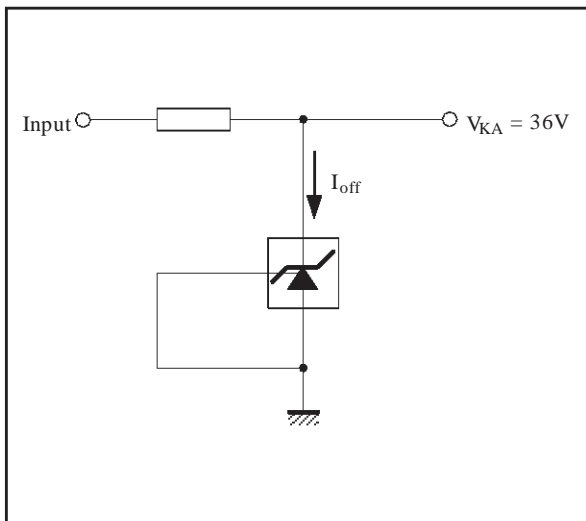 Input
V_KA = 36V
I_off